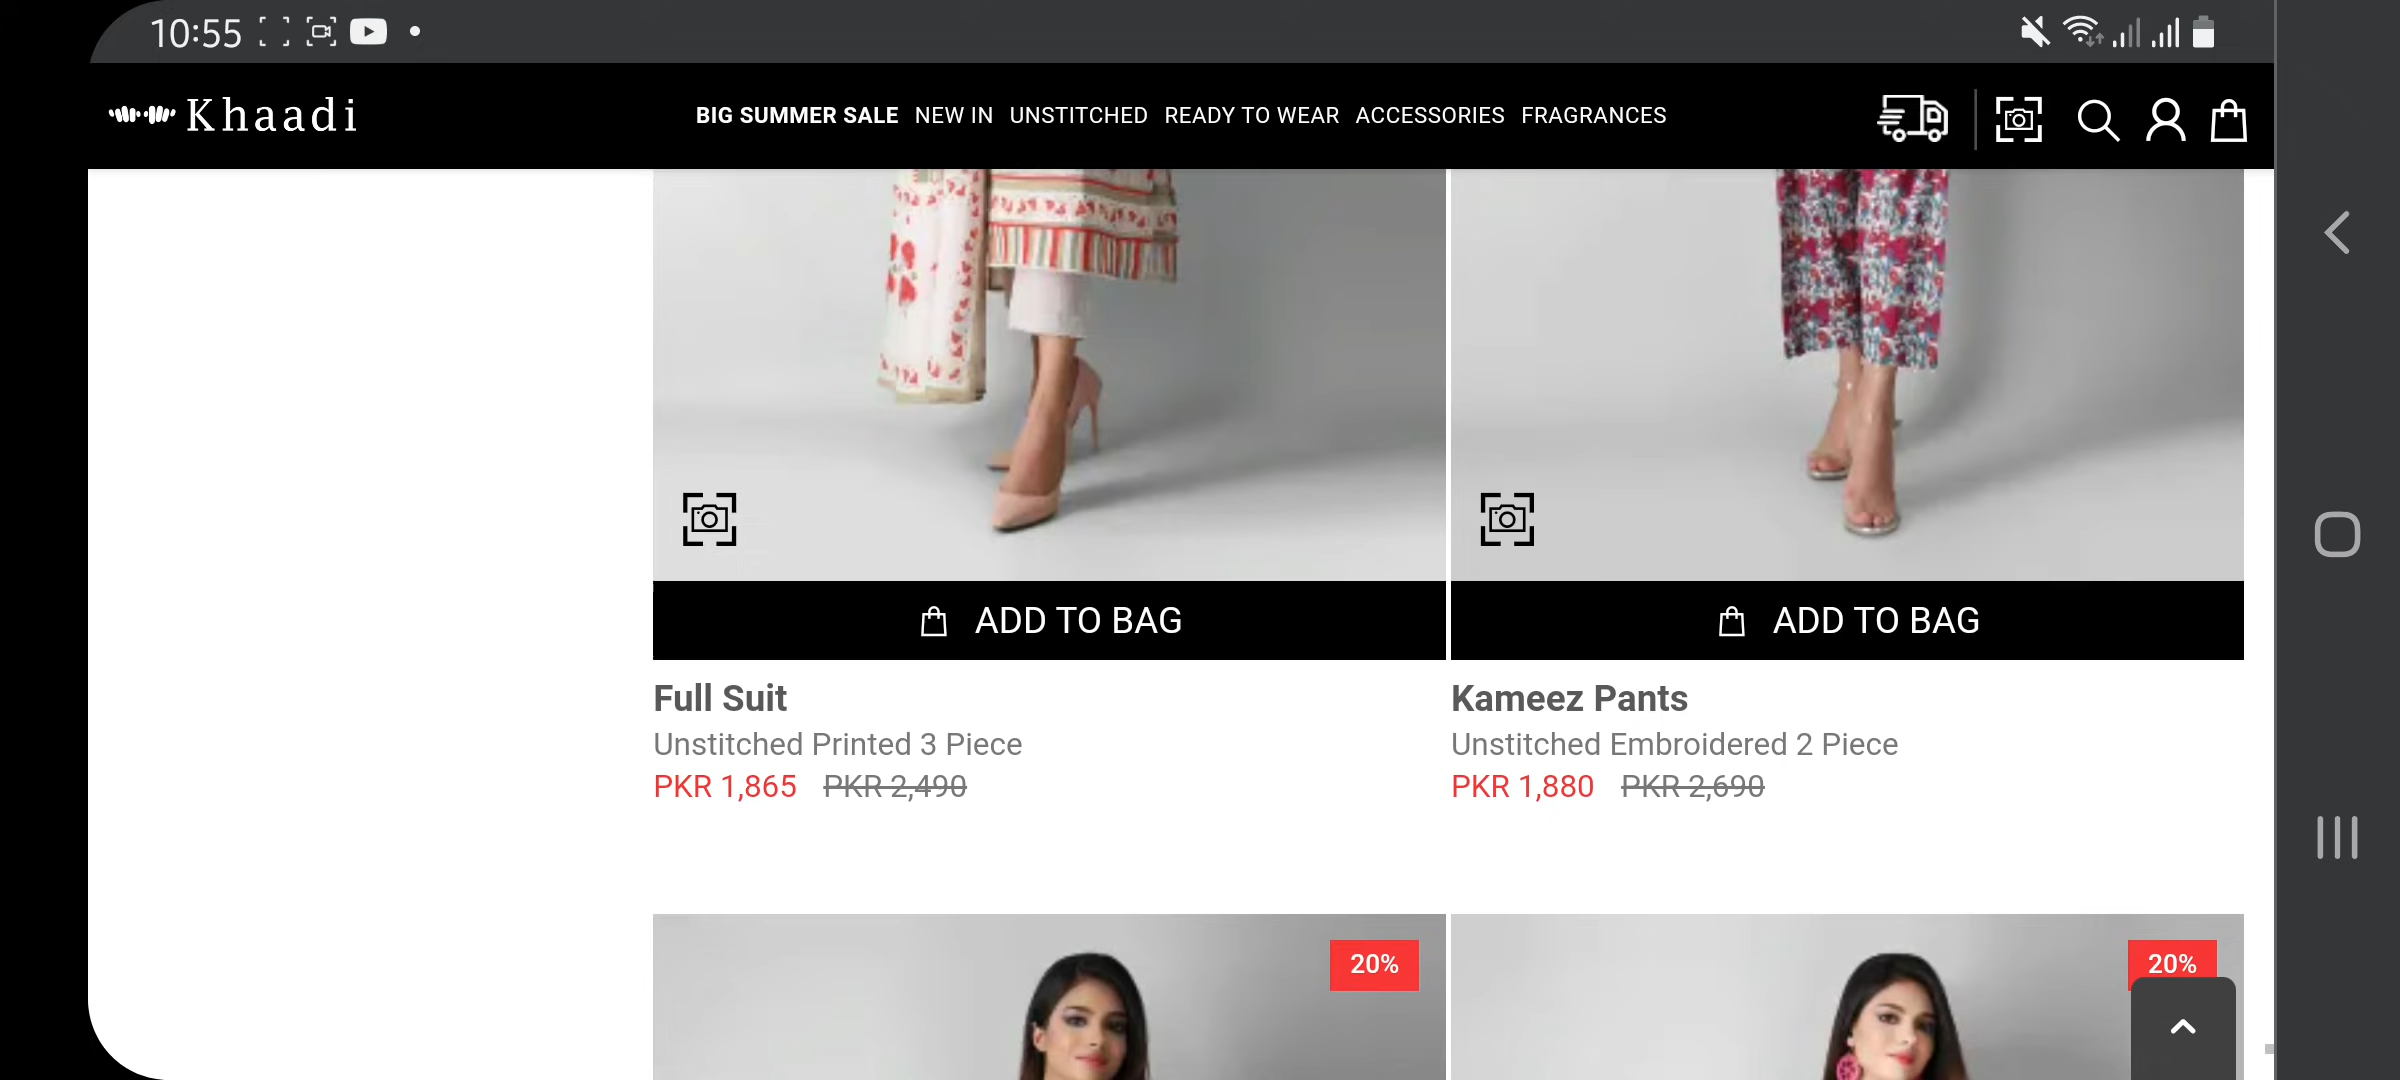 10:55
Khaadi
BIG SUMMER SALE NEW IN UNSTITCHED READY TO WEAR ACCESSORIES FRAGRANCES
ADD TO BAG
Full Suit
Unstitched Printed 3 Piece
PKR 1,865 PKR 2,490
ADD TO BAG
Kameez Pants
Unstitched Embroidered 2 Piece
PKR 1,880 PKR 2,690
20%
20%